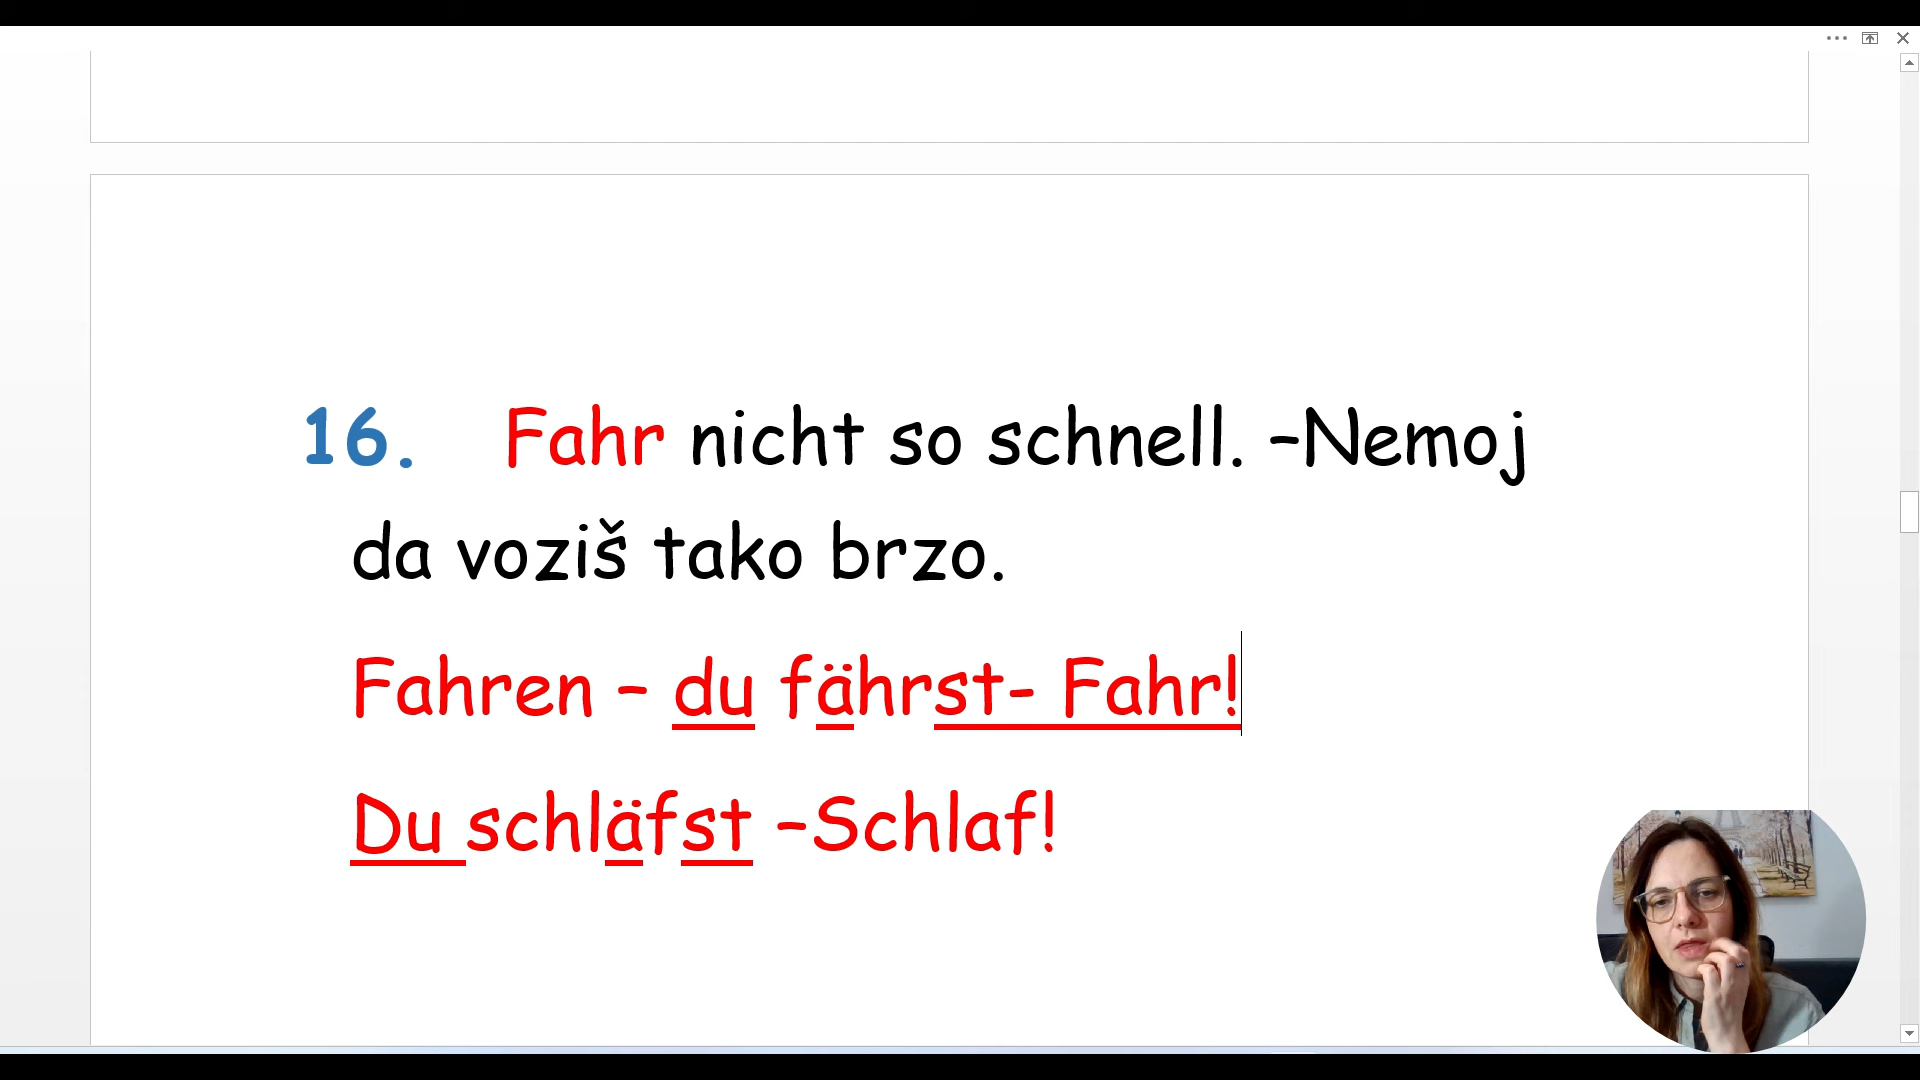 16. Fahr nicht so schnell. –Nemoj
da voziš tako brzo.
Fahren – du fährst- Fahr!
Du schläfst –Schlaf!